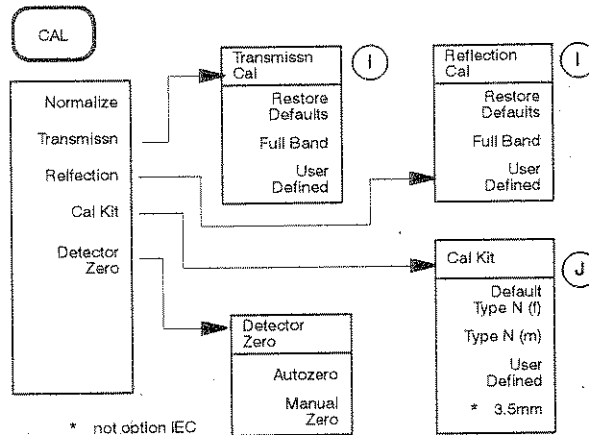 CAL
Normalize
Transmissn
Relfection
Cal Kit
Detector
Zero
Transmissn
Cal
I
Restore
Defaults
Full Band
User
Defined
Reflection
Cal
I
Restore
Defaults
Full Band
User
Defined
Cal Kit
J
Default
Type N (f)
Type N (m)
User
Defined
* 3.5mm
Detector
Zero
Autozero
Manual
Zero
* not option IEC